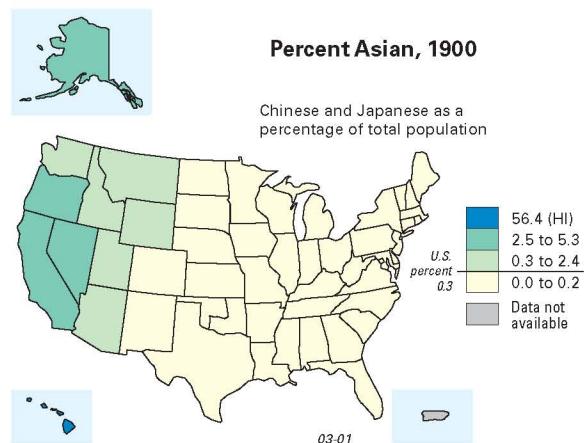 Percent Asian, 1900
Chinese and Japanese as a
percentage of total population
56.4 (HI)
2.5 to 5.3
0.3 to 2.4
0.0 to 0.2
U.S.
percent
0.3
Data not
available
03-01